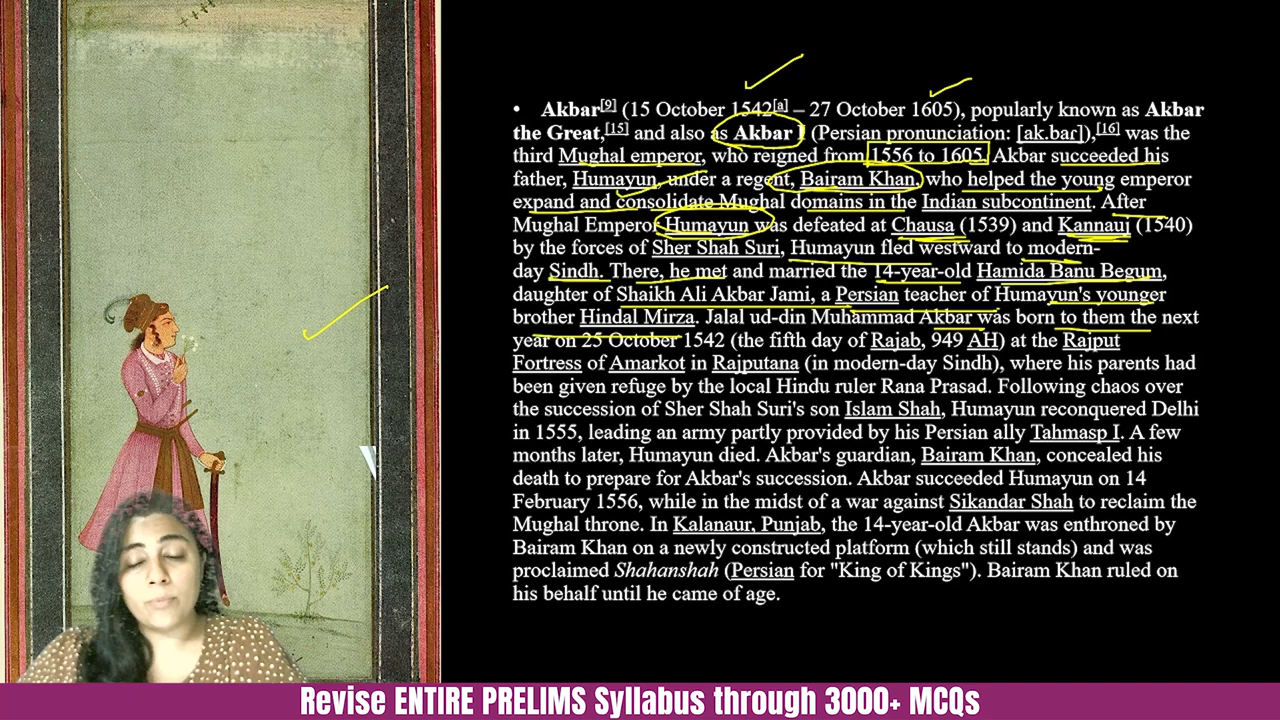 • Akbar[9] (15 October 1542[a] – 27 October 1605), popularly known as Akbar
the Great,[15] and also as Akbar I (Persian pronunciation: [ak.baɾ]),[16] was the
third Mughal emperor, who reigned from 1556 to 1605. Akbar succeeded his
father, Humayun, under a regent, Bairam Khan, who helped the young emperor
expand and consolidate Mughal domains in the Indian subcontinent. After
Mughal Emperor Humayun was defeated at Chausa (1539) and Kannauj (1540)
by the forces of Sher Shah Suri, Humayun fled westward to modern-
day Sindh. There, he met and married the 14-year-old Hamida Banu Begum,
daughter of Shaikh Ali Akbar Jami, a Persian teacher of Humayun's younger
brother Hindal Mirza. Jalal ud-din Muhammad Akbar was born to them the next
year on 25 October 1542 (the fifth day of Rajab, 949 AH) at the Rajput
Fortress of Amarkot in Rajputana (in modern-day Sindh), where his parents had
been given refuge by the local Hindu ruler Rana Prasad. Following chaos over
the succession of Sher Shah Suri's son Islam Shah, Humayun reconquered Delhi
in 1555, leading an army partly provided by his Persian ally Tahmasp I. A few
months later, Humayun died. Akbar's guardian, Bairam Khan, concealed his
death to prepare for Akbar's succession. Akbar succeeded Humayun on 14
February 1556, while in the midst of a war against Sikandar Shah to reclaim the
Mughal throne. In Kalanaur, Punjab, the 14-year-old Akbar was enthroned by
Bairam Khan on a newly constructed platform (which still stands) and was
proclaimed Shahanshah (Persian for "King of Kings"). Bairam Khan ruled on
his behalf until he came of age.
Revise ENTIRE PRELIMS Syllabus through 3000+ MCQs